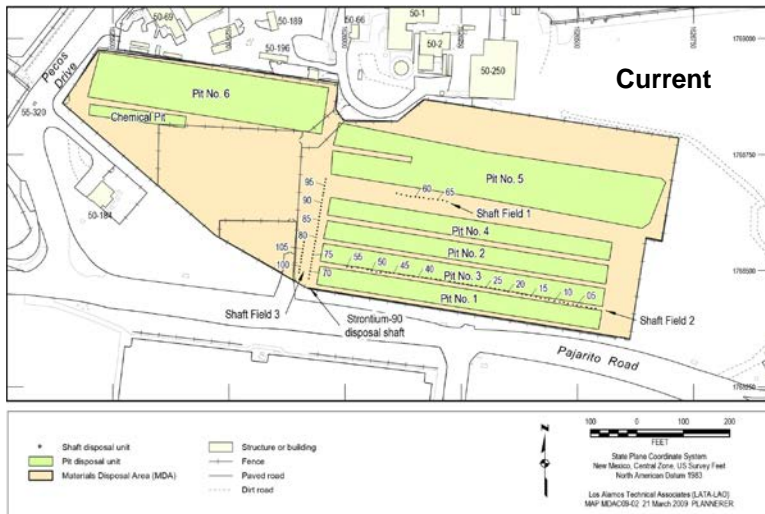 50-69
50-189
50-66
50-1
50-2
50-196
50-250
Current
Pecos
Drive
55-320
Pit No. 6
Chemical Pit
50-184
Pit No. 5
60 65
Shaft Field 1
95
90
85
80
105
100
75
70
Pit No. 4
Pit No. 2
55 50 45 40 Pit No. 3 25 20 15 10 05
Pit No. 1
Shaft Field 3
Strontium-90
disposal shaft
Shaft Field 2
Pajarito Road
1769000
1768750
1768500
1768250
Shaft disposal unit
Pit disposal unit
Materials Disposal Area (MDA)
Structure or building
Fence
Paved road
Dirt road
N
100 0 100 200
FEET
State Plane Coordinate System
New Mexico, Central Zone, US Survey Feet
North American Datum 1983
Los Alamos Technical Associates (LATA-LAO)
MAP MDAC09-02 21 March 2009 PLANNERER